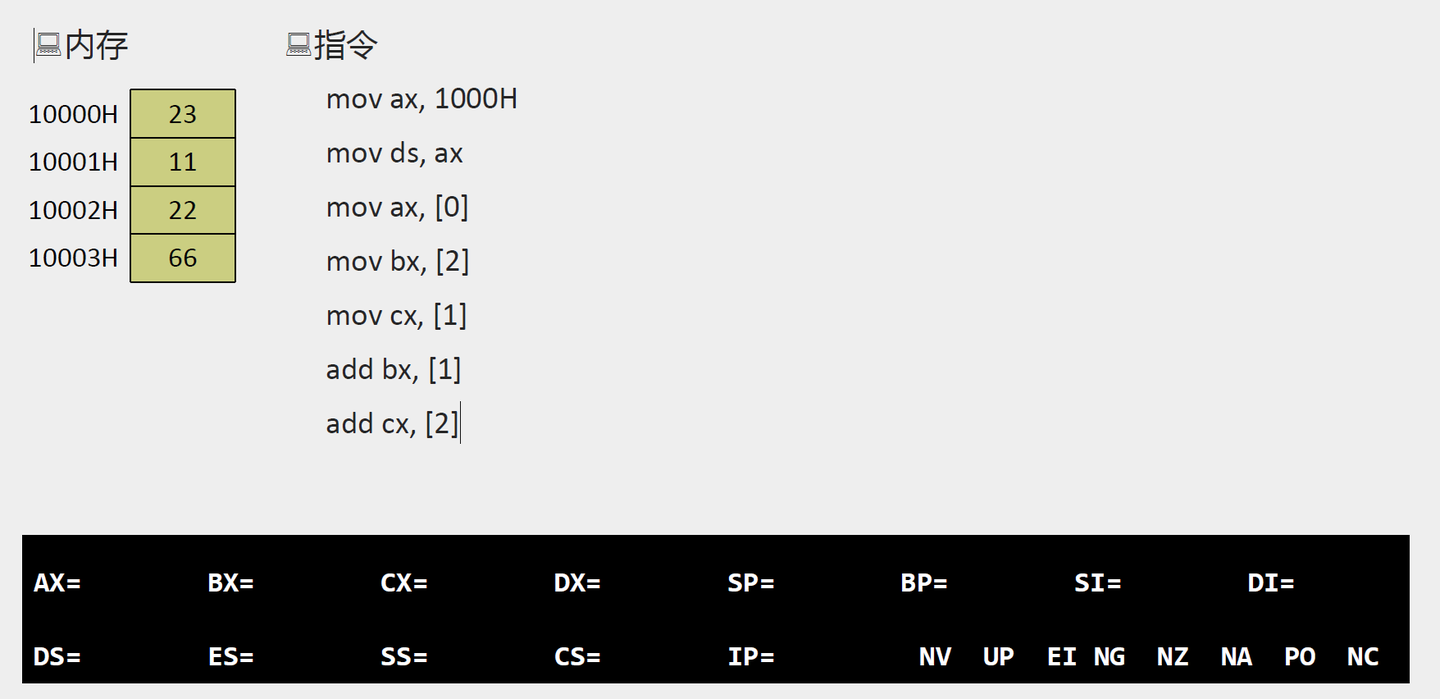 内存 指令
mov ax, 1000H
10000H 23
mov ds, ax
10001H 11
mov ax, [0]
10002H 22
mov bx, [2]
10003H 66
mov cx, [1]
add bx, [1]
add cx, [2]
AX= BX= CX= DX= SP= BP= SI= DI=
DS= ES= SS= CS= IP= NV UP EI NG NZ NA PO NC